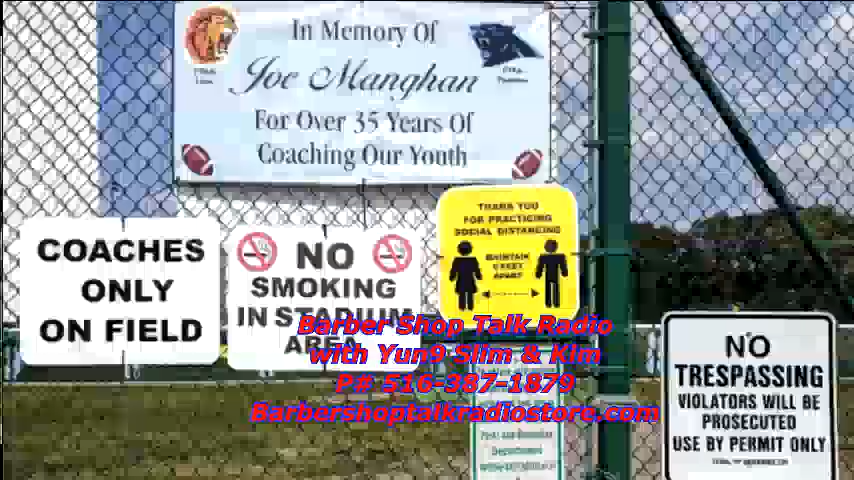 In Memory Of
Joe Manghan
For Over 35 Years Of
Coaching Our Youth
COACHES
ONLY
ON FIELD
NO
SMOKING
IN STADIUM
AREA
THANK YOU
FOR PRACTICING
SOCIAL DISTANCING
MAINTAIN
6 FEET
APART
Barber Shop Talk Radio
with Yun9 Slim & Kim
P# 516-387-1879
Barbershoptalkradiostore.com
Department
NO
TRESPASSING
VIOLATORS WILL BE
PROSECUTED
USE BY PERMIT ONLY